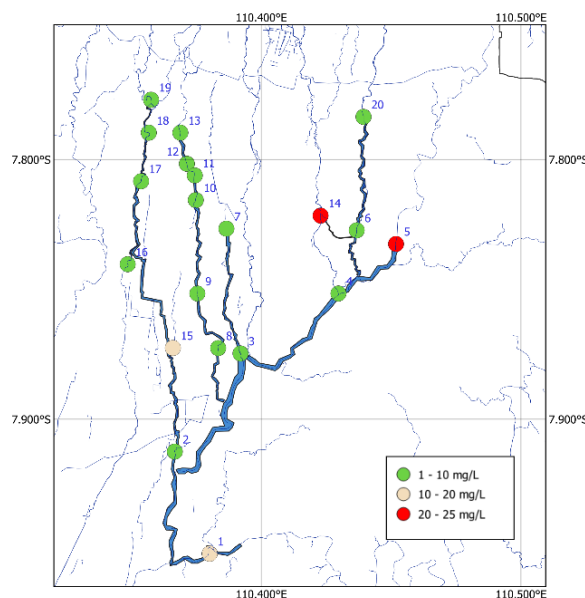 110.400°E 110.500°E
19
20
18 13
7.800°S 7.800°S
12 11
17
10
7 14
6 5
16
9 4
15 8 3
7.900°S 7.900°S
2
1 - 10 mg/L
10 - 20 mg/L
20 - 25 mg/L
1
110.400°E 110.500°E